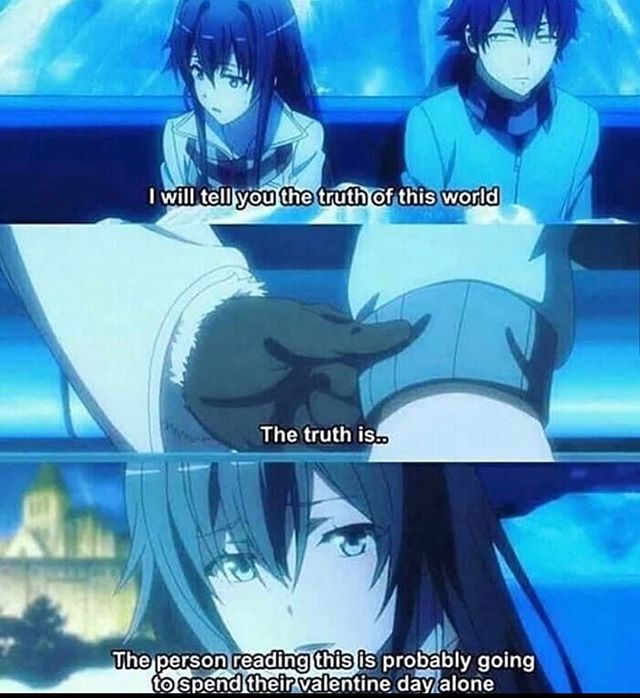 I will tell you the truth of this world
The truth is..
The person reading this is probably going
to spend their valentine day alone